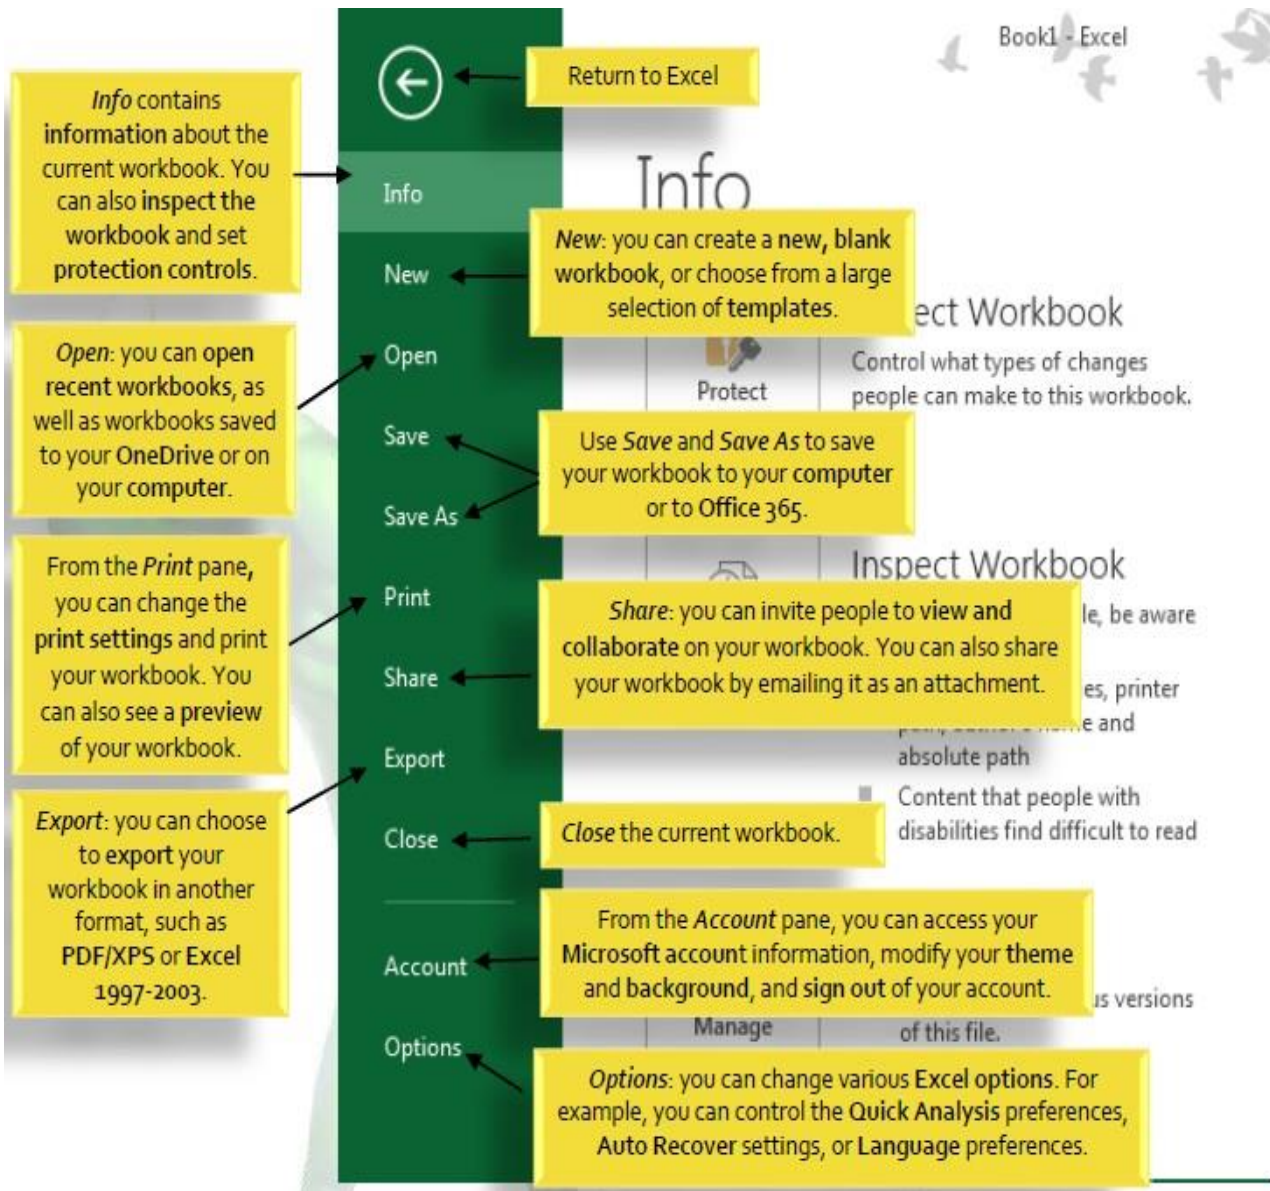 Book1 - Excel
Return to Excel
Info contains
information about the
current workbook. You
can also inspect the
workbook and set
protection controls.
Info
Info
New: you can create a new, blank
workbook, or choose from a large
selection of templates.
New
ect Workbook
Control what types of changes
people can make to this workbook.
Protect
Open: you can open
recent workbooks, as
well as workbooks saved
to your OneDrive or on
your computer.
Open
Save
Use Save and Save As to save
your workbook to your computer
or to Office 365.
Save As
Inspect Workbook
le, be aware
From the Print pane,
you can change the
print settings and print
your workbook. You
can also see a preview
of your workbook.
Print
Share: you can invite people to view and
collaborate on your workbook. You can also share
your workbook by emailing it as an attachment.
Share
es, printer
name and
absolute path
Content that people with
disabilities find difficult to read
Export
Export: you can choose
to export your
workbook in another
format, such as
PDF/XPS or Excel
1997-2003.
Close
Close the current workbook.
From the Account pane, you can access your
Microsoft account information, modify your theme
and background, and sign out of your account.
Account
us versions
of this file.
Manage
Options
Options: you can change various Excel options. For
example, you can control the Quick Analysis preferences,
Auto Recover settings, or Language preferences.